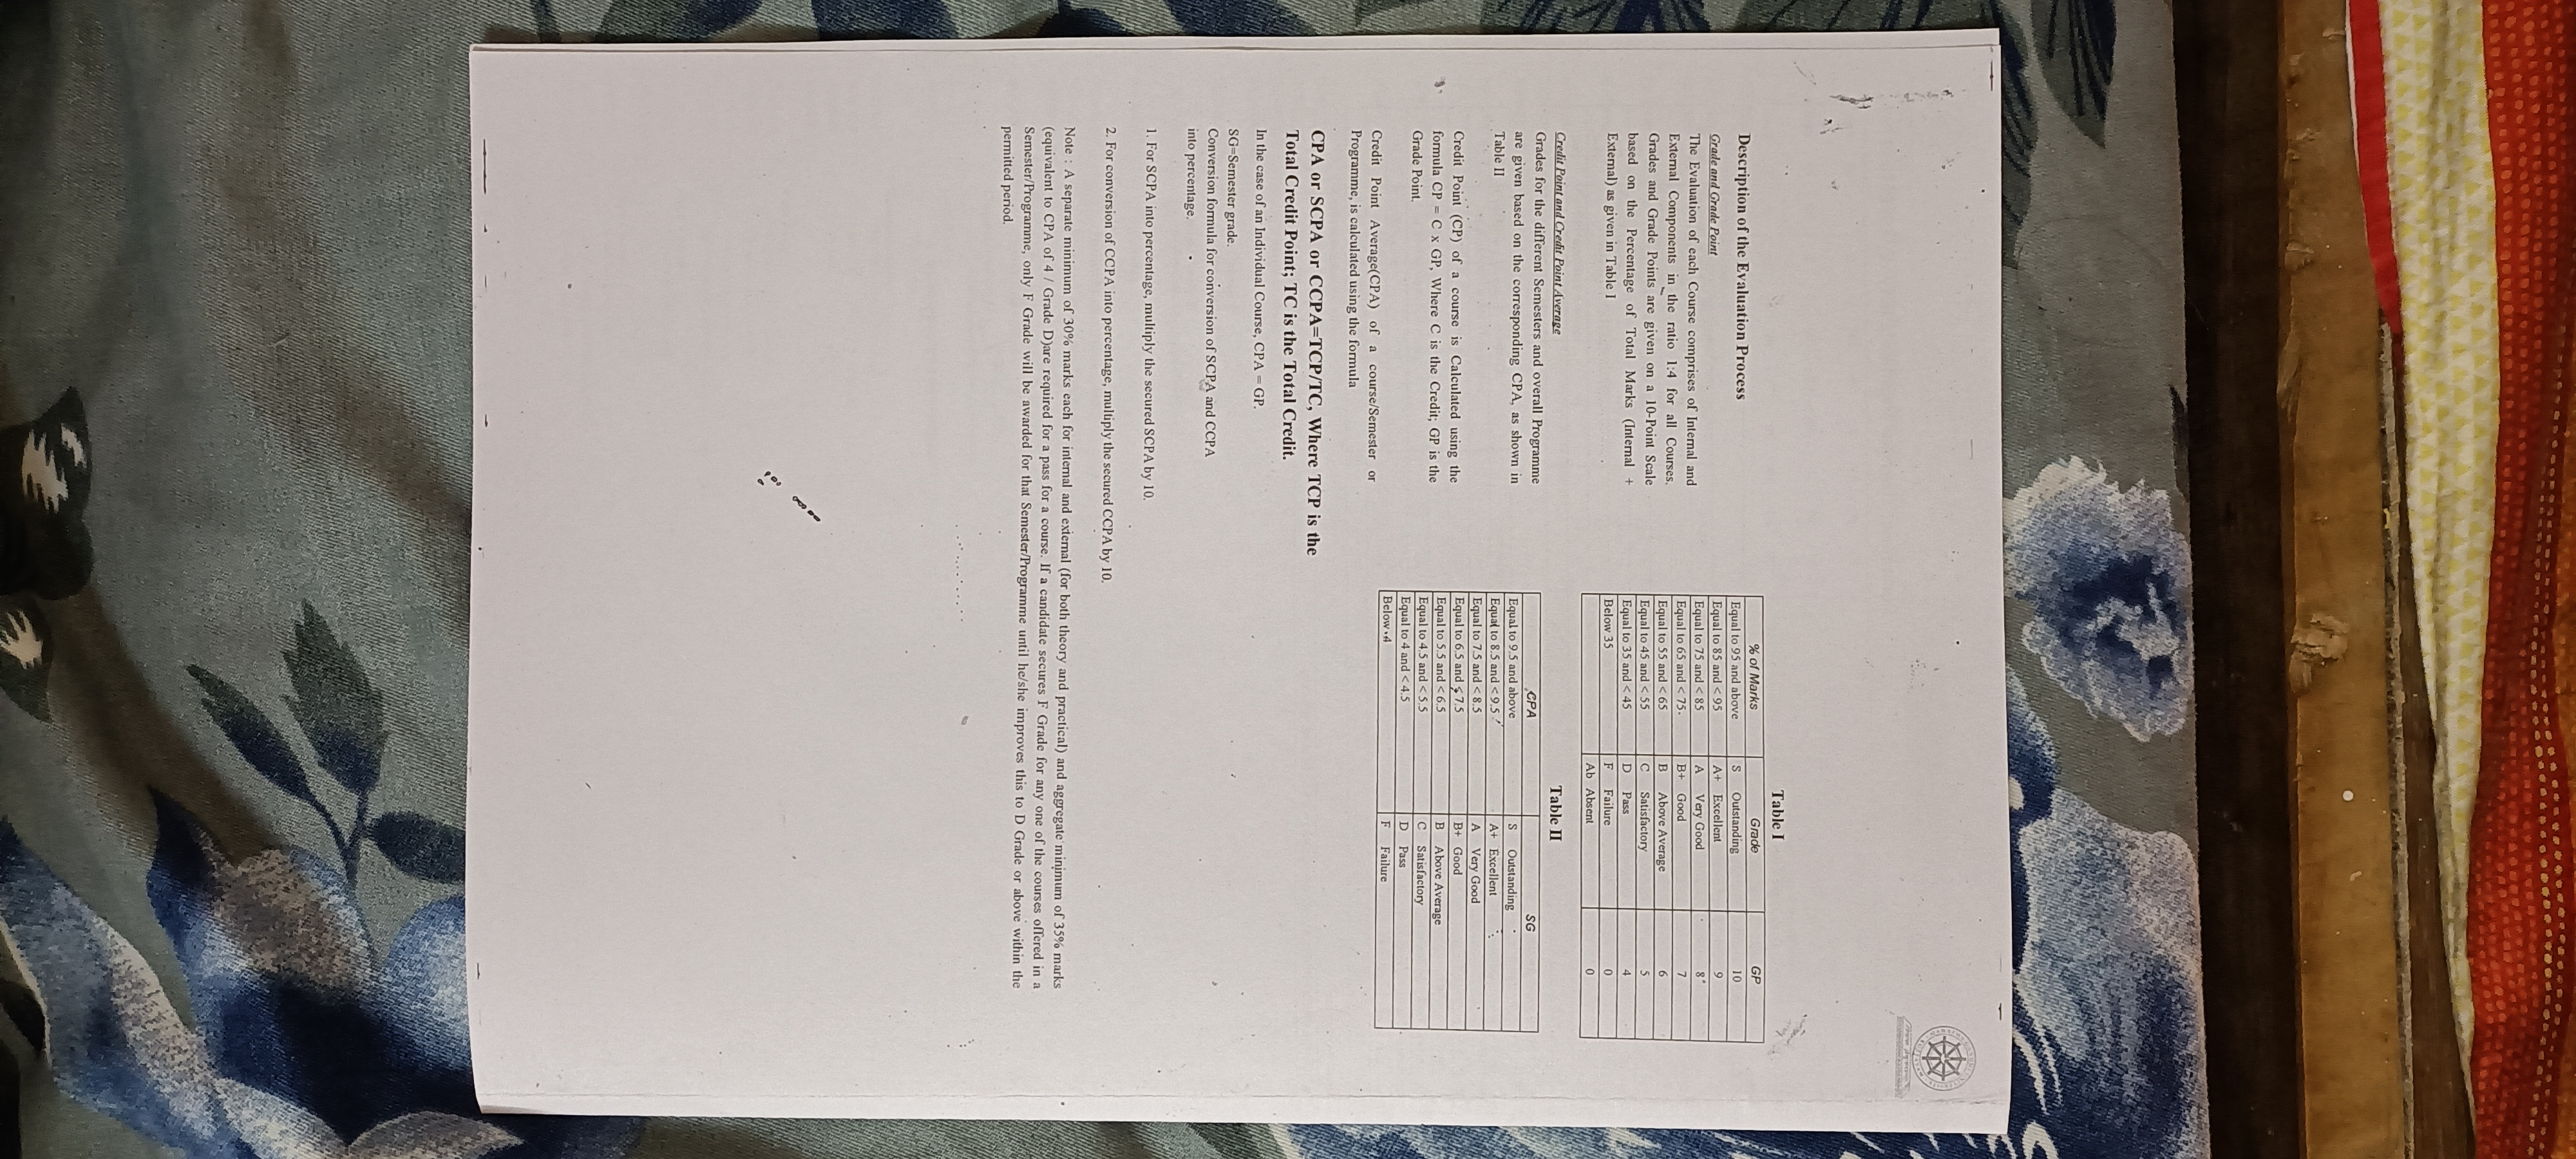 Description of the Evaluation Process
Grade and Grade Point
The Evaluation of each Course comprises of Internal and
External Components in the ratio 1:4 for all Courses.
Grades and Grade Points are given on a 10-Point Scale
based on the Percentage of Total Marks (Internal +
External) as given in Table I
Credit Point and Credit Point Average
Grades for the different Semesters and overall Programme
are given based on the corresponding CPA, as shown in
Table II
Credit Point (CP) of a course is Calculated using the
formula CP = C x GP, Where C is the Credit; GP is the
Grade Point.
Credit Point Average(CPA) of a course/Semester or
Programme, is calculated using the formula
CPA or SCPA or CCPA=TCP/TC, Where TCP is the
Total Credit Point; TC is the Total Credit.
In the case of an Individual Course, CPA = GP.
SG=Semester grade.
Conversion formula for conversion of SCPA and CCPA
into percentage.
1. For SCPA into percentage, multiply the secured SCPA by 10.
2. For conversion of CCPA into percentage, multiply the secured CCPA by 10.
Table I
% of Marks Grade GP
Equal to 95 and above S Outstanding 10
Equal to 85 and < 95 A+ Excellent 9
Equal to 75 and < 85 A Very Good 8
Equal to 65 and < 75 B+ Good 7
Equal to 55 and < 65 B Above Average 6
Equal to 45 and < 55 C Satisfactory 5
Equal to 35 and < 45 D Pass 4
Below 35 F Failure 0
Ab Absent 0
Table II
CPA SG
Equal to 9.5 and above S Outstanding
Equal to 8.5 and < 9.5 A+ Excellent
Equal to 7.5 and < 8.5 A Very Good
Equal to 6.5 and < 7.5 B+ Good
Equal to 5.5 and < 6.5 B Above Average
Equal to 4.5 and < 5.5 C Satisfactory
Equal to 4 and < 4.5 D Pass
Below 4 F Failure
Note : A separate minimum of 30% marks each for internal and external (for both theory and practical) and aggregate minimum of 35% marks
(equivalent to CPA of 4 / Grade D)are required for a pass for a course. If a candidate secures F Grade for any one of the courses offered in a
Semester/Programme, only F Grade will be awarded for that Semester/Programme until he/she improves this to D Grade or above within the
permitted period.